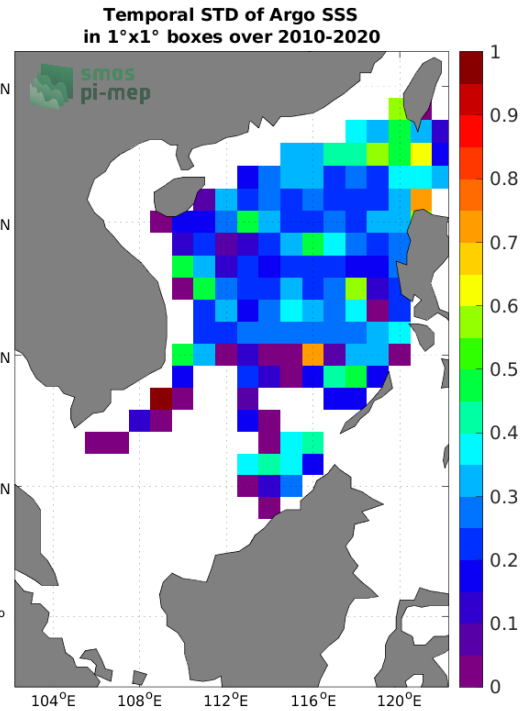 Temporal STD of Argo SSS
in 1°x1° boxes over 2010-2020
smos
pi-mep
N
N
N
N
o
1
0.9
0.8
0.7
0.6
0.5
0.4
0.3
0.2
0.1
0
104°E 108°E 112°E 116°E 120°E